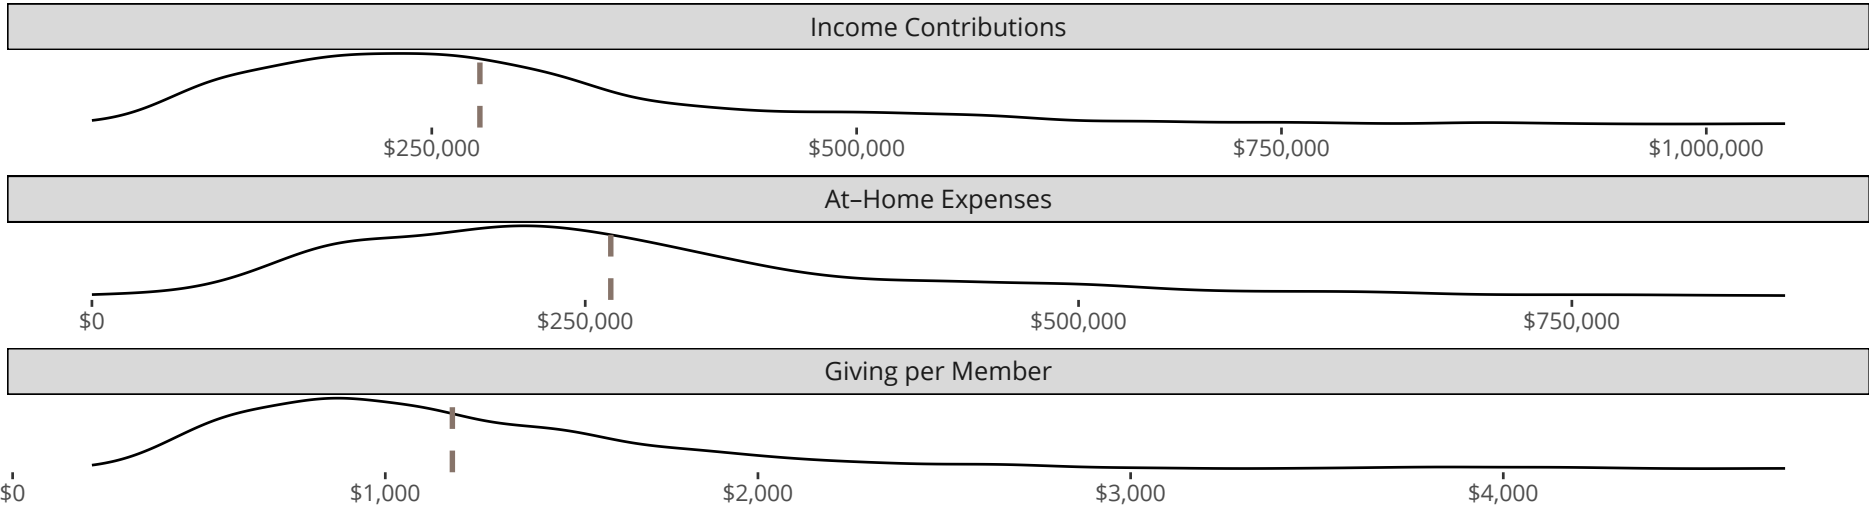 Income Contributions
$250,000 $500,000 $750,000 $1,000,000
At–Home Expenses
$0 $250,000 $500,000 $750,000
Giving per Member
$0 $1,000 $2,000 $3,000 $4,000